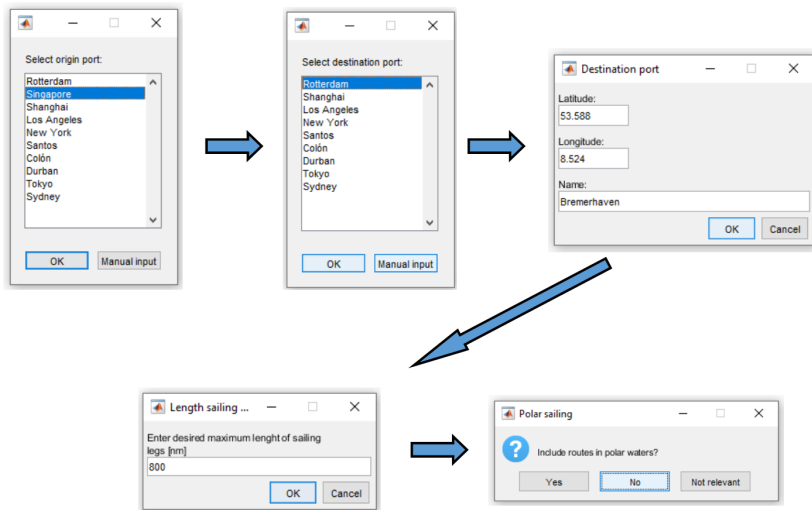 Select origin port:
Rotterdam
Singapore
Shanghai
Los Angeles
New York
Santos
Colón
Durban
Tokyo
Sydney
OK
Manual input
Select destination port:
Rotterdam
Shanghai
Los Angeles
New York
Santos
Colón
Durban
Tokyo
Sydney
OK
Manual input
Destination port
Latitude:
53.588
Longitude:
8.524
Name:
Bremerhaven
OK
Cancel
Length sailing ...
Enter desired maximum lenght of sailing
legs [nm]
800
OK
Cancel
Polar sailing
Include routes in polar waters?
Yes
No
Not relevant